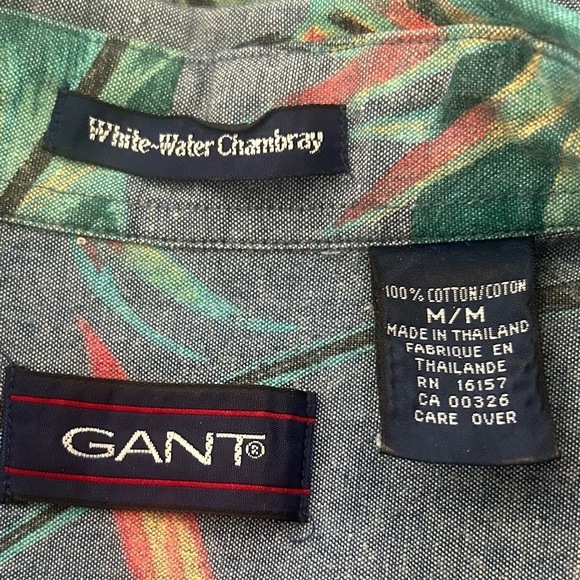 White-Water Chambray
100% COTTON/COTON
M/M
MADE IN THAILAND
FABRIQUE EN
THAILANDE
RN 16157
CA 00326
CARE OVER
GANT®